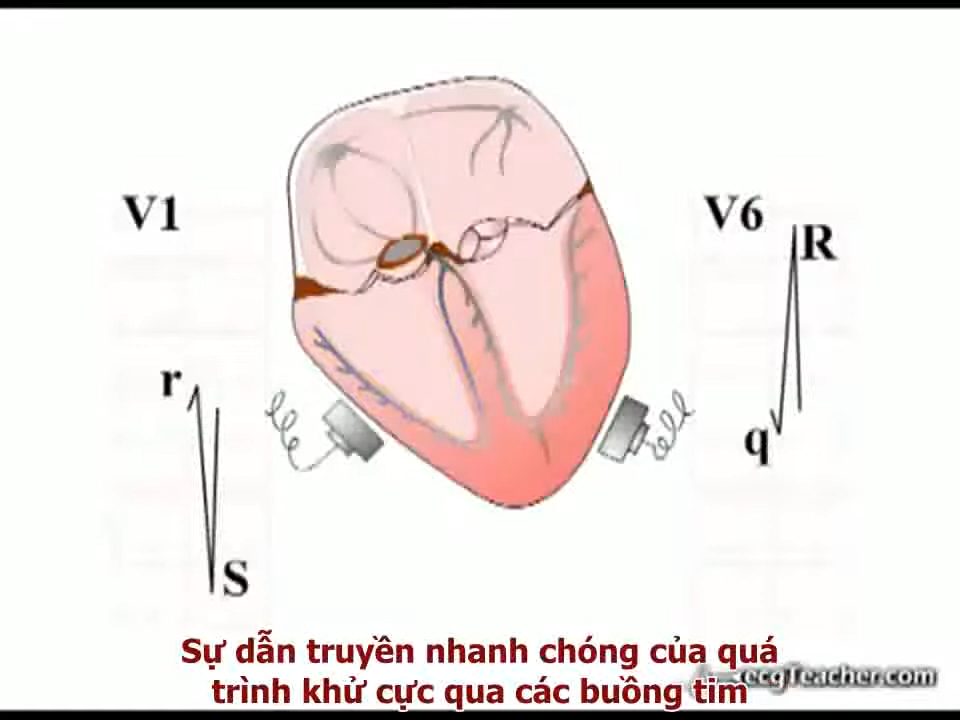 V1
V6
R
r
q
S
Sự dẫn truyền nhanh chóng của quá
trình khử cực qua các buồng tim
ecgTeacher.com